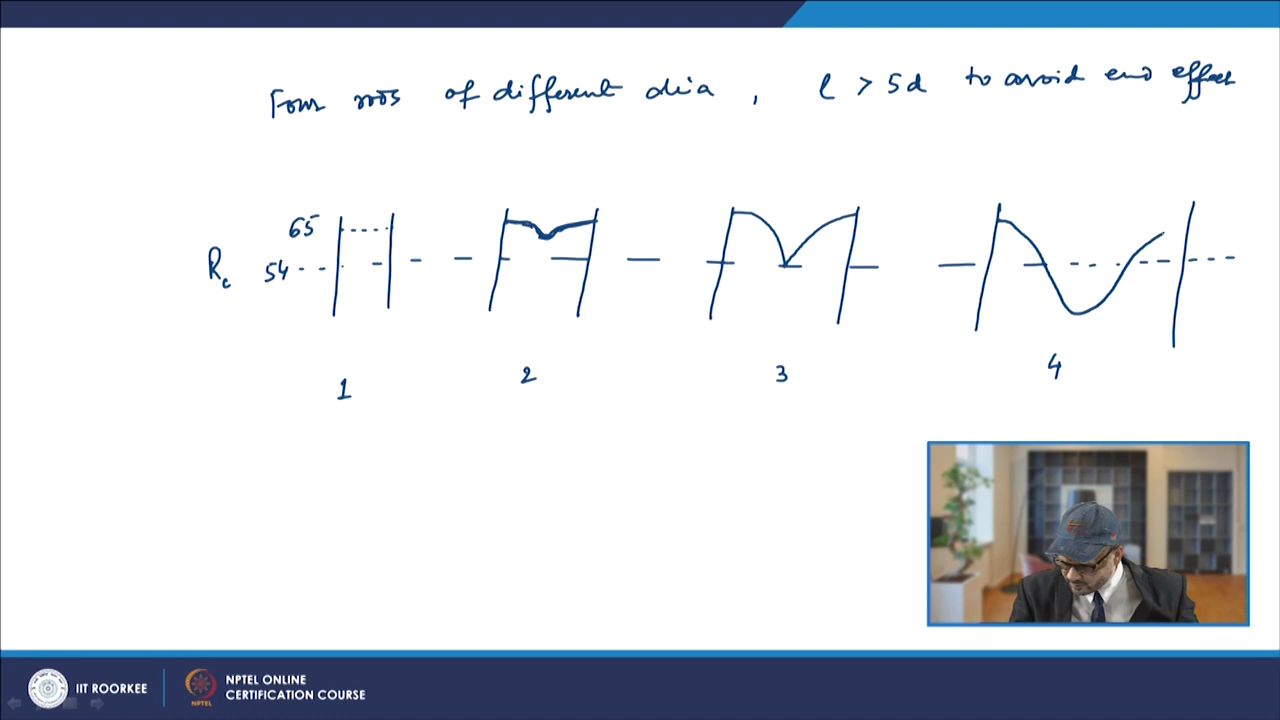 Four rods of different dia , l > 5d to avoid end effect
65
Rc 54
1 2 3 4
IIT ROORKEE
NPTEL ONLINE
CERTIFICATION COURSE
NPTEL